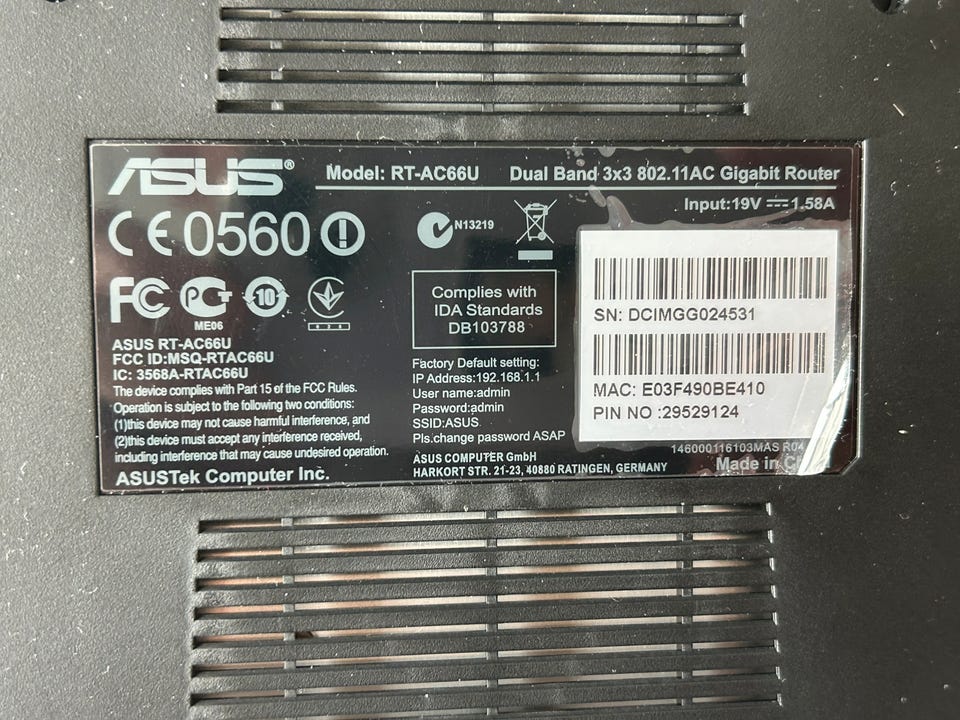 ASUS®
Model: RT-AC66U Dual Band 3x3 802.11AC Gigabit Router
Input:19V ⎓ 1.58A
CE0560
N13219
FC
10
ME06
Complies with
IDA Standards
DB103788
ASUS RT-AC66U
FCC ID:MSQ-RTAC66U
IC: 3568A-RTAC66U
The device complies with Part 15 of the FCC Rules.
Operation is subject to the following two conditions:
(1)this device may not cause harmful interference, and
(2)this device must accept any interference received,
including interference that may cause undesired operation.
ASUSTek Computer Inc.
Factory Default setting:
IP Address:192.168.1.1
User name:admin
Password:admin
SSID:ASUS
Pls.change password ASAP
ASUS COMPUTER GmbH
HARKORT STR. 21-23, 40880 RATINGEN, GERMANY
SN: DCIMGG024531
MAC: E03F490BE410
PIN NO :29529124
146000116103MAS R04
Made in